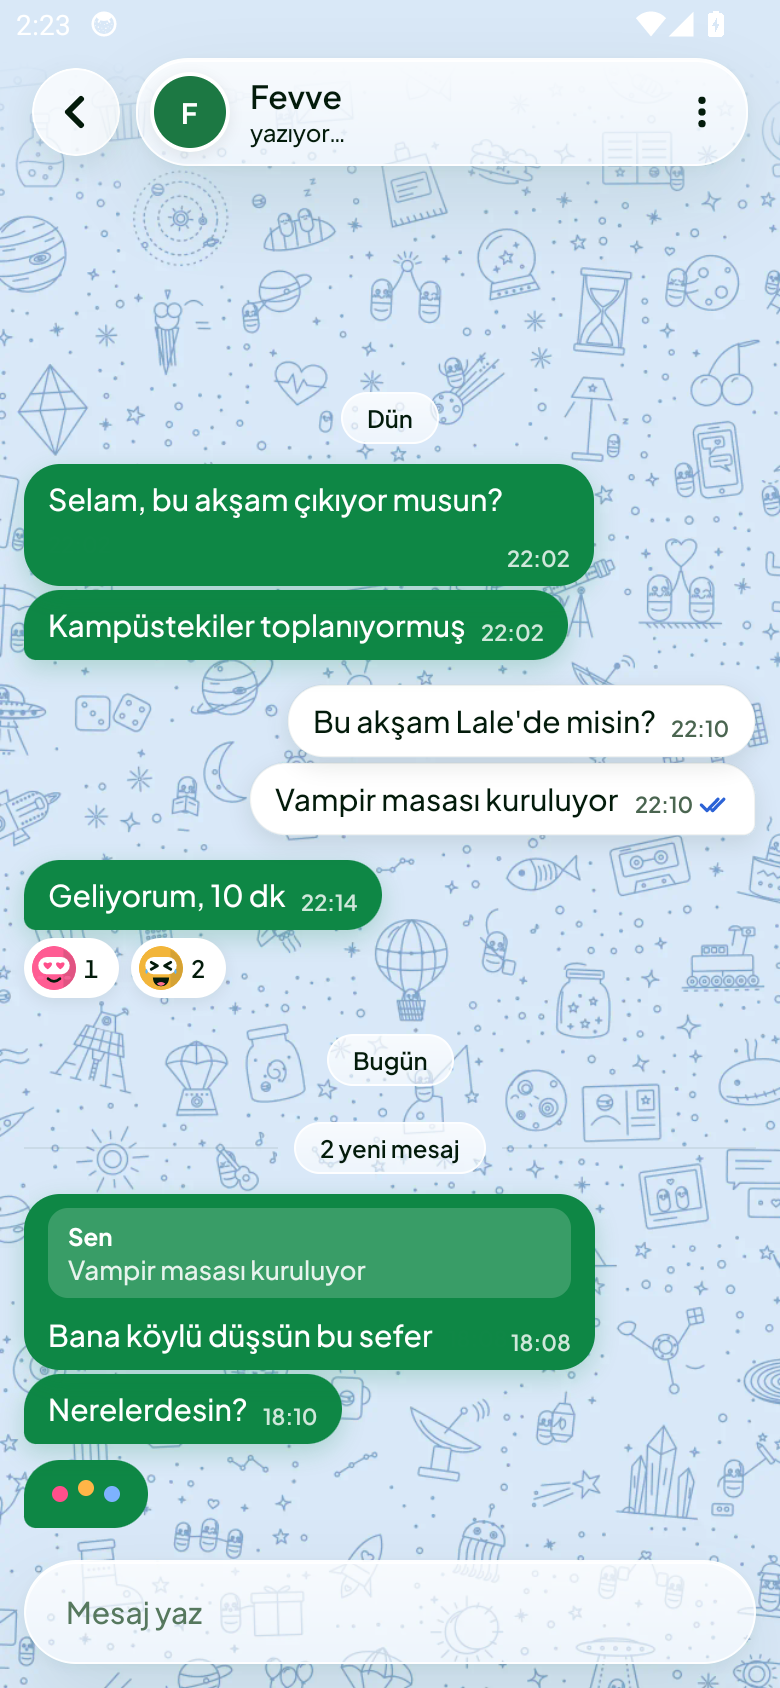 2:23
F
Fevve
yazıyor...
Dün
Selam, bu akşam çıkıyor musun?
22:02
Kampüstekiler toplanıyormuş 22:02
Bu akşam Lale'de misin? 22:10
Vampir masası kuruluyor 22:10
Geliyorum, 10 dk 22:14
1 2
Bugün
2 yeni mesaj
Sen
Vampir masası kuruluyor
Bana köylü düşsün bu sefer 18:08
Nerelerdesin? 18:10
Mesaj yaz